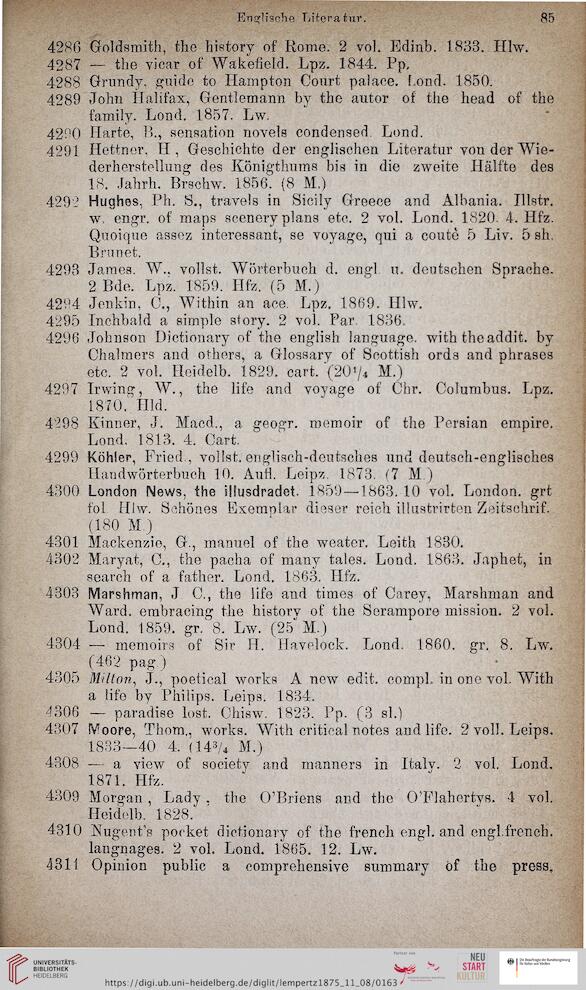 Englische Literatur. 85
4286 Goldsmith, the history of Rome. 2 vol. Edinb. 1833. Hlw.
4287 — the vicar of Wakefield. Lpz. 1844. Pp.
4288 Grundy, guide to Hampton Court palace. Lond. 1850.
4289 John Halifax, Gentlemann by the autor of the head of the
family. Lond. 1857. Lw.
4290 Harte, B., sensation novels condensed. Lond.
4291 Hettner, H., Geschichte der englischen Literatur von der Wie-
derherstellung des Königthums bis in die zweite Hälfte des
18. Jahrh. Brschw. 1856. (8 M.)
4292 Hughes, Ph. S., travels in Sicily Greece and Albania. Illstr.
w. engr. of maps scenery plans etc. 2 vol. Lond. 1820. 4. Hfz.
Quoique assez interessant, se voyage, qui a couté 5 Liv. 5 sh.
Brunet.
4293 James. W., vollst. Wörterbuch d. engl. u. deutschen Sprache.
2 Bde. Lpz. 1859. Hfz. (5 M.)
4294 Jenkin, C., Within an ace. Lpz. 1869. Hlw.
4295 Inchbald a simple story. 2 vol. Par. 1836.
4296 Johnson Dictionary of the english language. with the addit. by
Chalmers and others, a Glossary of Scottish ords and phrases
etc. 2 vol. Heidelb. 1829. cart. (20¹/₄ M.)
4297 Irwing, W., the life and voyage of Chr. Columbus. Lpz.
1870. Hld.
4298 Kinner, J. Macd., a geogr. memoir of the Persian empire.
Lond. 1813. 4. Cart.
4299 Köhler, Fried., vollst. englisch-deutsches und deutsch-englisches
Handwörterbuch 10. Aufl. Leipz. 1873. (7 M.)
4300 London News, the illusdradet. 1859—1863. 10 vol. London. grt
fol. Hlw. Schönes Exemplar dieser reich illustrirten Zeitschrif.
(180 M.)
4301 Mackenzie, G., manuel of the weater. Leith 1830.
4302 Maryat, C., the pacha of many tales. Lond. 1863. Japhet, in
search of a father. Lond. 1863. Hfz.
4303 Marshman, J. C., the life and times of Carey, Marshman and
Ward. embracing the history of the Serampore mission. 2 vol.
Lond. 1859. gr. 8. Lw. (25 M.)
4304 — memoirs of Sir H. Havelock. Lond. 1860. gr. 8. Lw.
(462 pag.)
4305 Milton, J., poetical works A new edit. compl. in one vol. With
a life by Philips. Leips. 1834.
4306 — paradise lost. Chisw. 1823. Pp. (3 sl.)
4307 Moore, Thom., works. With critical notes and life. 2 voll. Leips.
1833—40 4. (14³/₄ M.)
4308 — a view of society and manners in Italy. 2 vol. Lond.
1871. Hfz.
4309 Morgan, Lady, the O'Briens and the O'Flahertys. 4 vol.
Heidelb. 1828.
4310 Nugent's pocket dictionary of the french engl. and engl.french.
langnages. 2 vol. Lond. 1865. 12. Lw.
4311 Opinion public a comprehensive summary of the press.
UNIVERSITÄTS-
BIBLIOTHEK
HEIDELBERG
https://digi.ub.uni-heidelberg.de/diglit/lempertz1875_11_08/0163
NEU
START
KULTUR